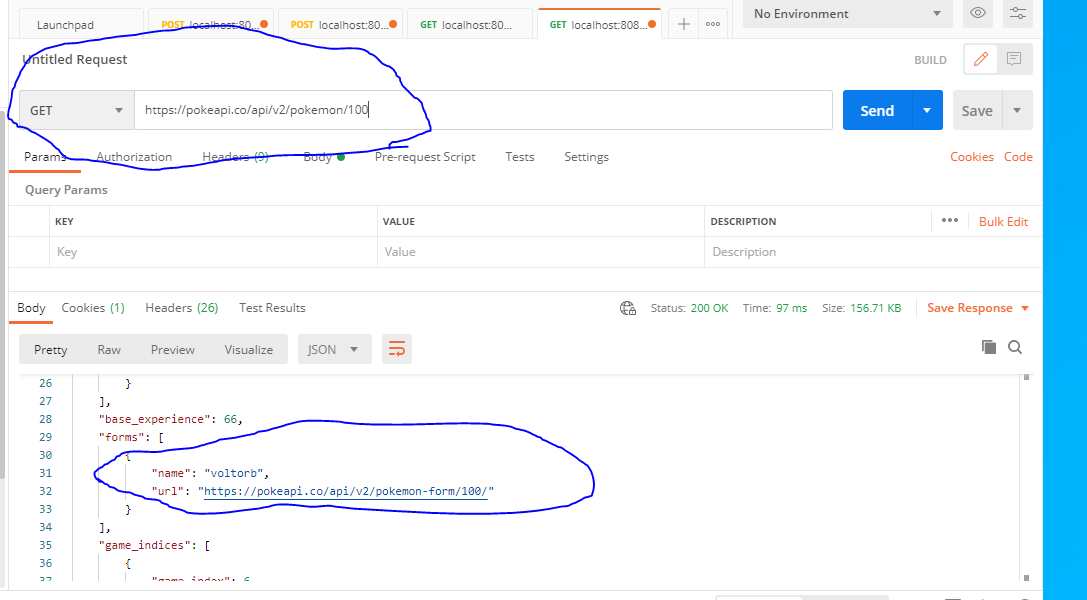 Launchpad POST localhost:80... POST localhost:80... GET localhost:80... GET localhost:808... No Environment
Untitled Request BUILD
GET https://pokeapi.co/api/v2/pokemon/100 Send Save
Params Authorization Headers (9) Body Pre-request Script Tests Settings Cookies Code
Query Params
KEY VALUE DESCRIPTION ••• Bulk Edit
Key Value Description
Body Cookies (1) Headers (26) Test Results Status: 200 OK Time: 97 ms Size: 156.71 KB Save Response
Pretty Raw Preview Visualize JSON
26 }
27 ],
28 "base_experience": 66,
29 "forms": [
30 {
31 "name": "voltorb",
32 "url": "https://pokeapi.co/api/v2/pokemon-form/100/"
33 }
34 ],
35 "game_indices": [
36 {
37 "game_index": 6